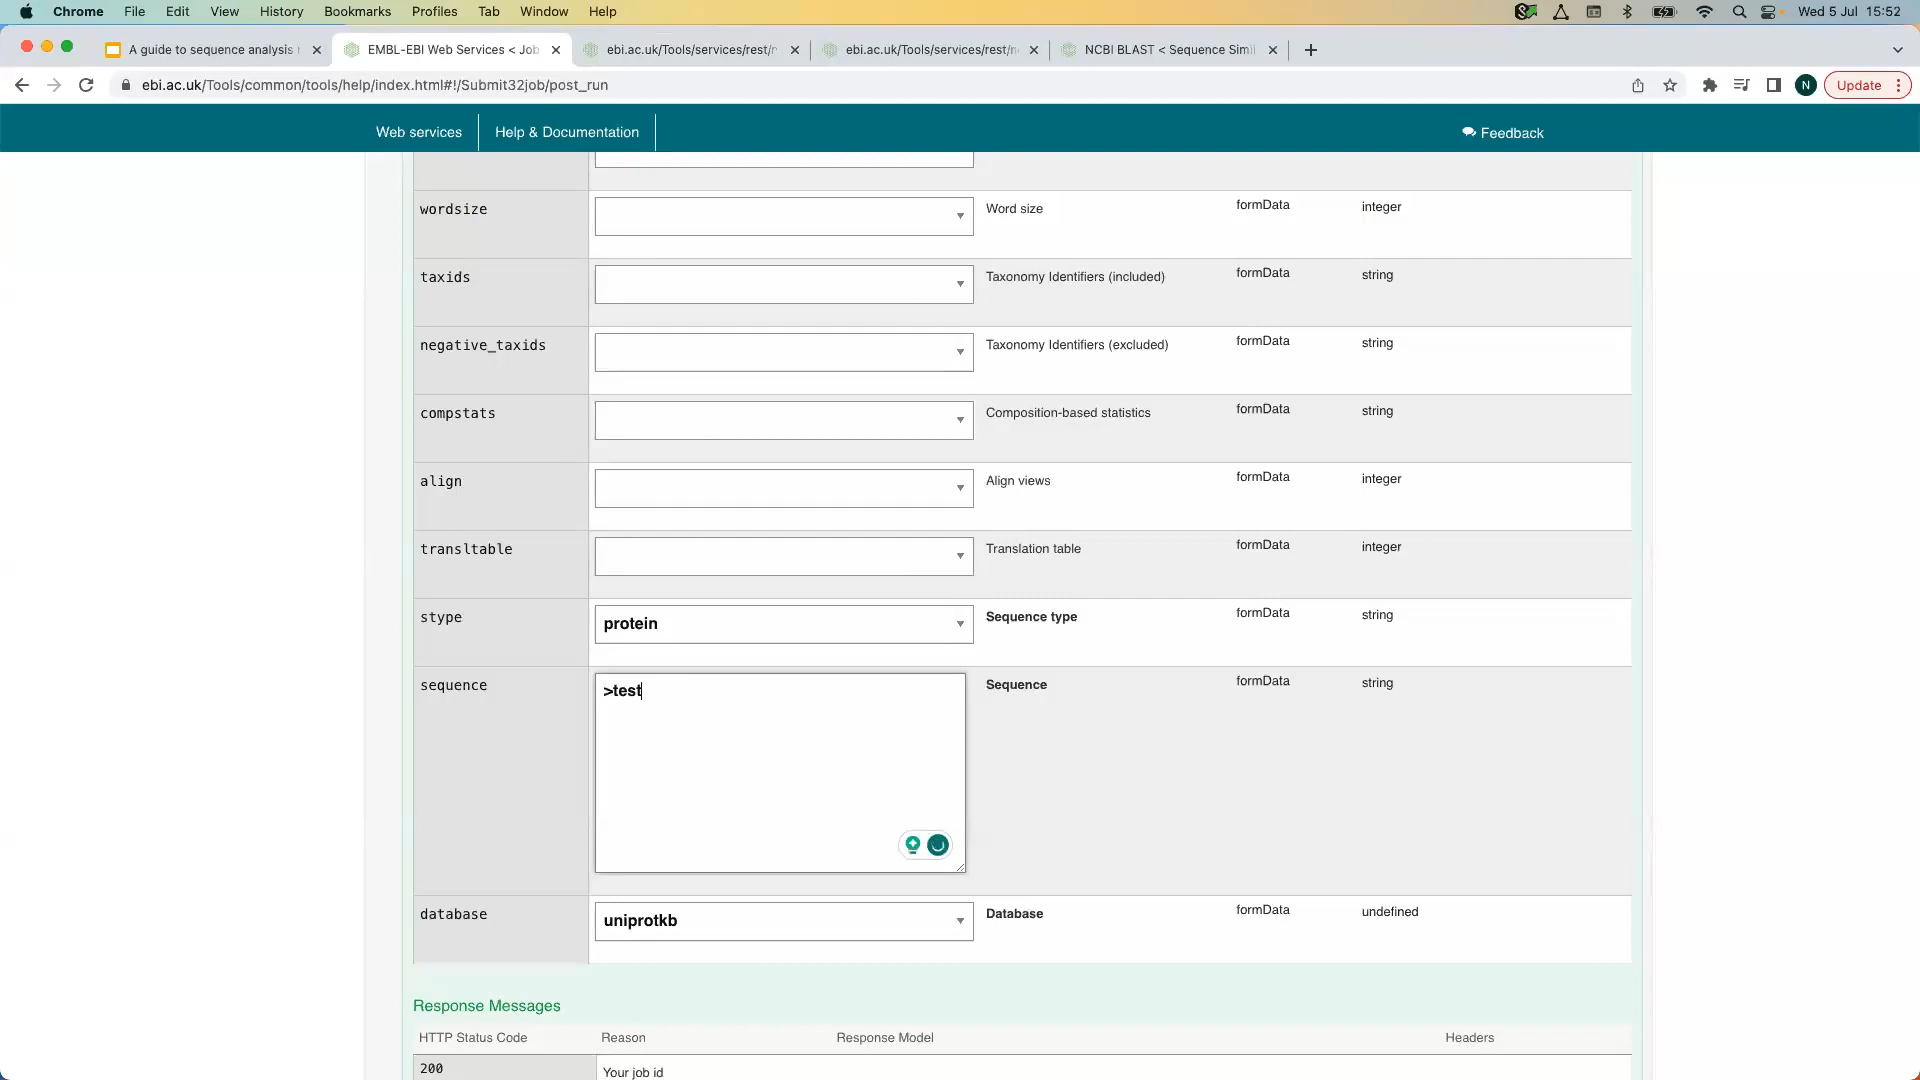 Chrome File Edit View History Bookmarks Profiles Tab Window Help Wed 5 Jul 15:52
A guide to sequence analysis EMBL-EBI Web Services < Job ebi.ac.uk/Tools/services/rest/ ebi.ac.uk/Tools/services/rest/ NCBI BLAST < Sequence Simil
ebi.ac.uk/Tools/common/tools/help/index.html#!/Submit32job/post_run N Update
Web services Help & Documentation Feedback
wordsize Word size formData integer
taxids Taxonomy Identifiers (included) formData string
negative_taxids Taxonomy Identifiers (excluded) formData string
compstats Composition-based statistics formData string
align Align views formData integer
transltable Translation table formData integer
stype protein Sequence type formData string
sequence >test Sequence formData string
database uniprotkb Database formData undefined
Response Messages
HTTP Status Code Reason Response Model Headers
200 Your job id